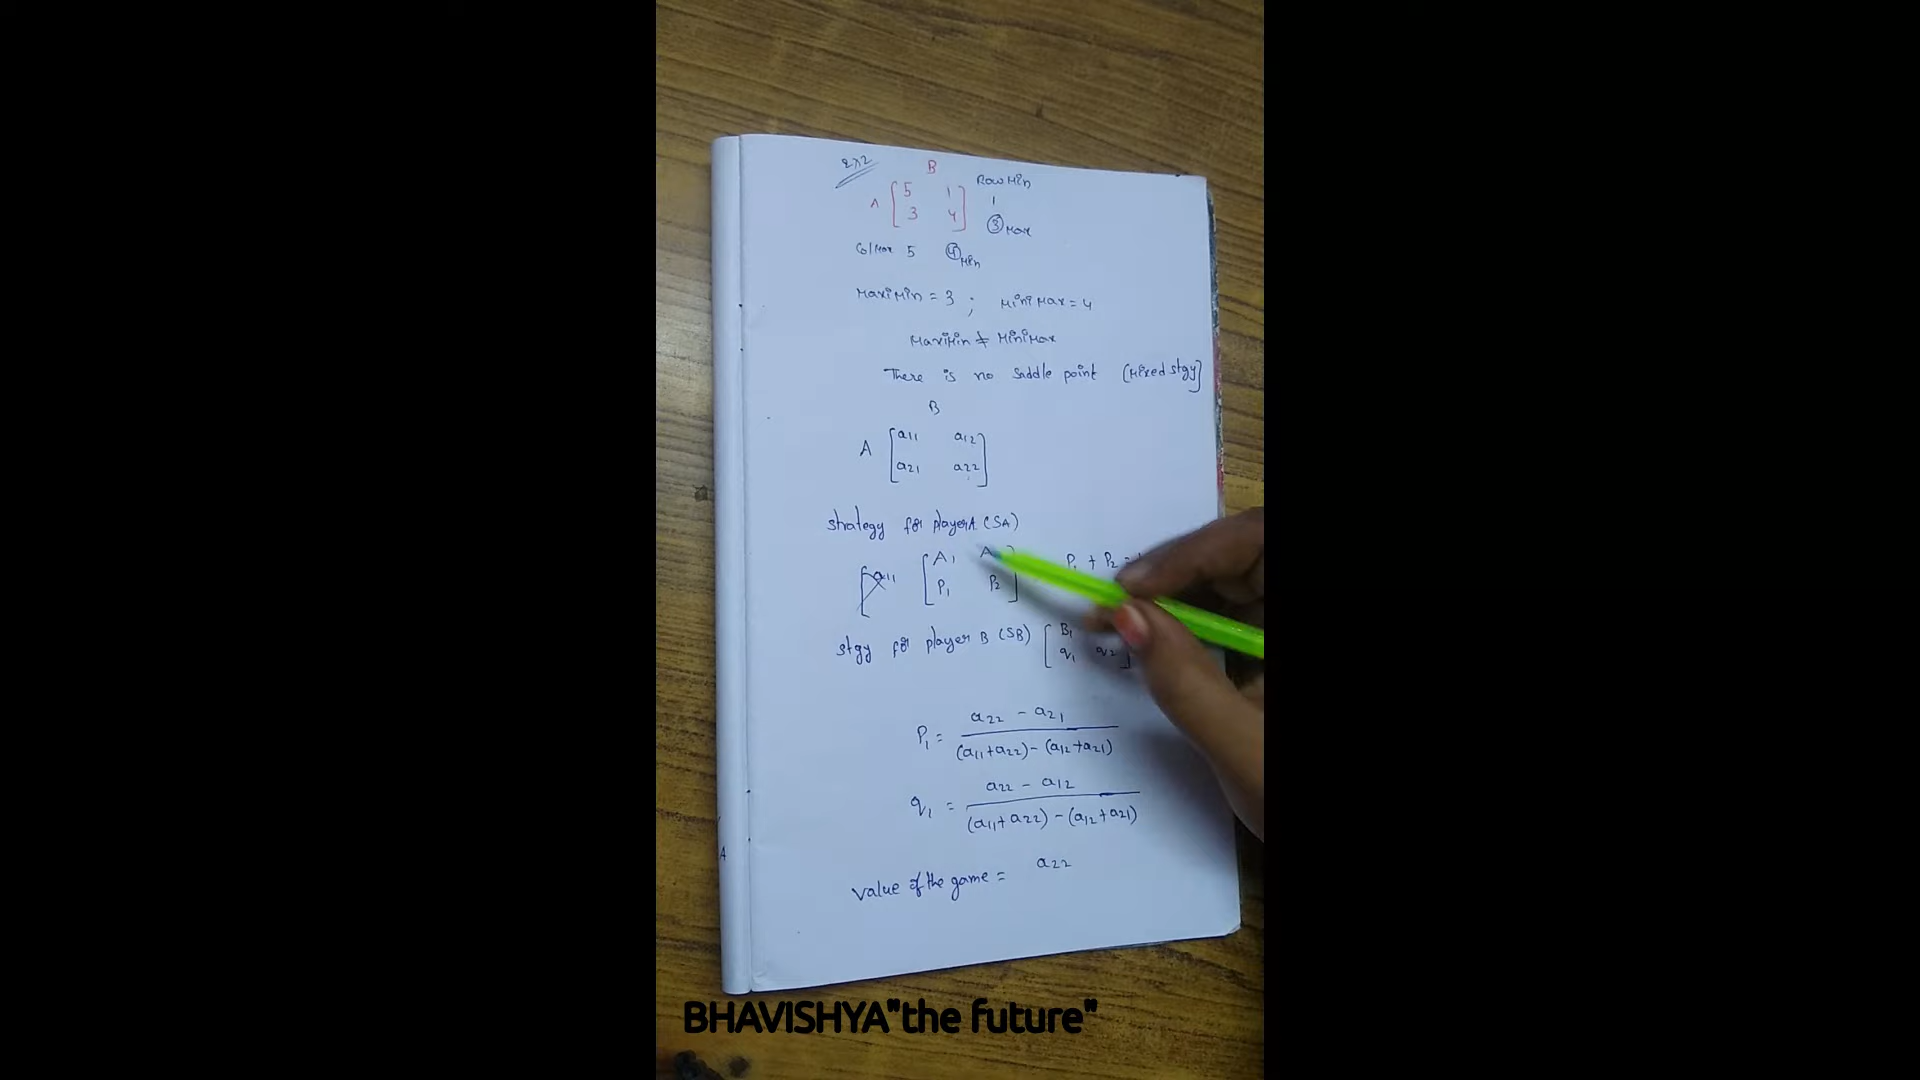 2x2
B
Row Min
A [ 5 1 ] 1
3 4 3 Max
Col Max 5 4 Min
MaxiMin = 3 ; MiniMax = 4
MaxiMin ≠ MiniMax
There is no Saddle point (Mixed stgy)
B
A [ a11 a12 ]
a21 a22
strategy for player A (SA)
[ a11 [ A1 A ] P1 + P2 =
P1 P2
stgy for player B (SB) [ B1
q1 q2 ]
P1 = a22 - a21
(a11+a22) - (a12+a21)
q1 = a22 - a12
(a11+a22) - (a12+a21)
a22
Value of the game =
A
BHAVISHYA"the future"